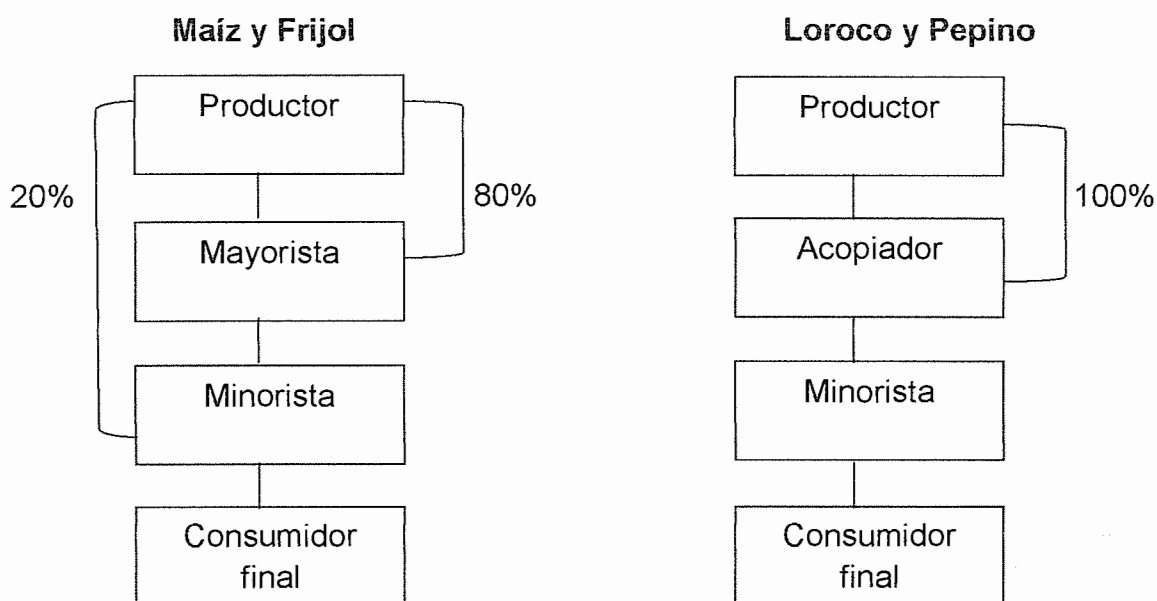 Maíz y Frijol
Productor
20%
80%
Mayorista
Minorista
Consumidor
final
Loroco y Pepino
Productor
100%
Acopiador
Minorista
Consumidor
final